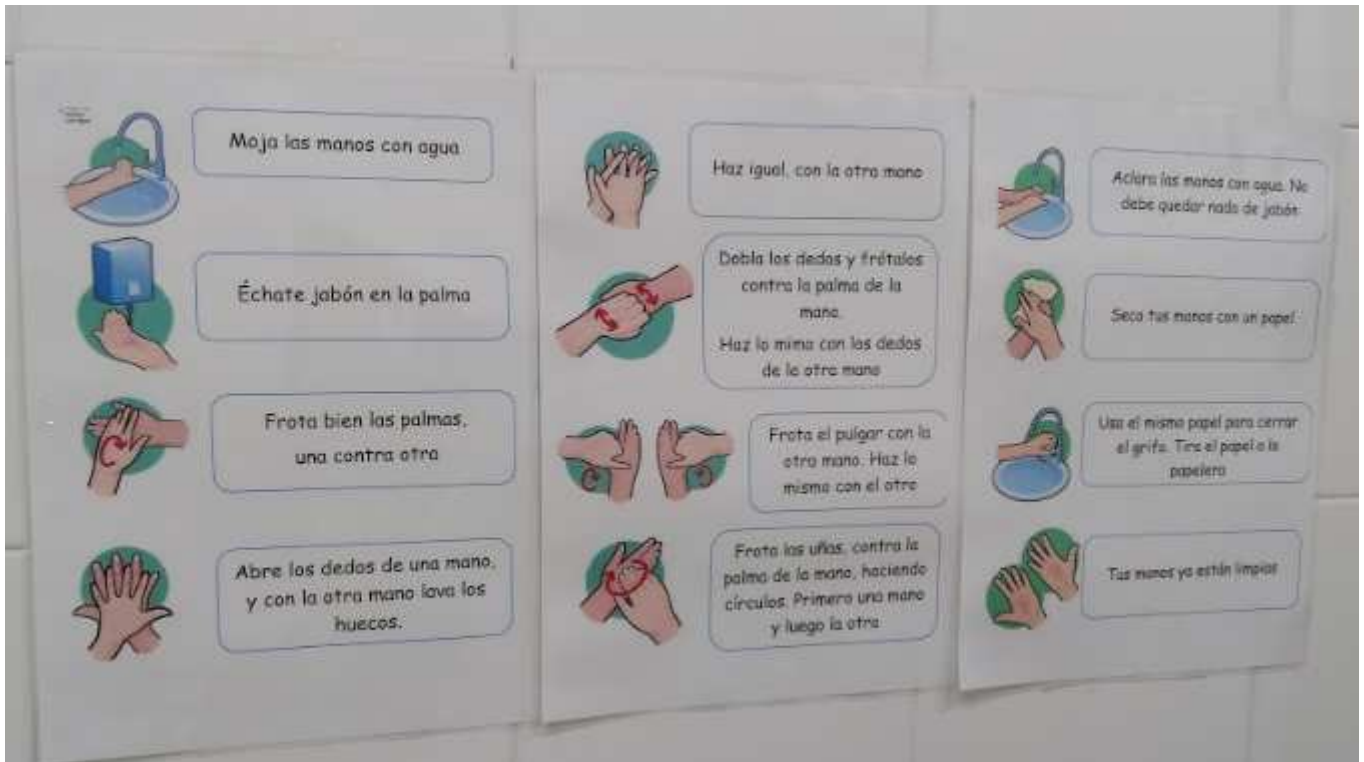 Moja las manos con agua
Échate jabón en la palma
Frota bien las palmas,
una contra otra
Abre los dedos de una mano,
y con la otra mano lava los
huecos.
Haz igual, con la otra mano
Dobla los dedos y frótalos
contra la palma de la
mano.
Haz lo mimo con los dedos
de la otra mano
Frota el pulgar con la
otra mano. Haz lo
mismo con el otro
Frota las uñas, contra la
palma de la mano, haciendo
círculos. Primero una mano
y luego la otra
Aclara las manos con agua. No
debe quedar nada de jabón
Seca tus manos con un papel
Usa el mismo papel para cerrar
el grifo. Tira el papel a la
papelera
Tus manos ya están limpias